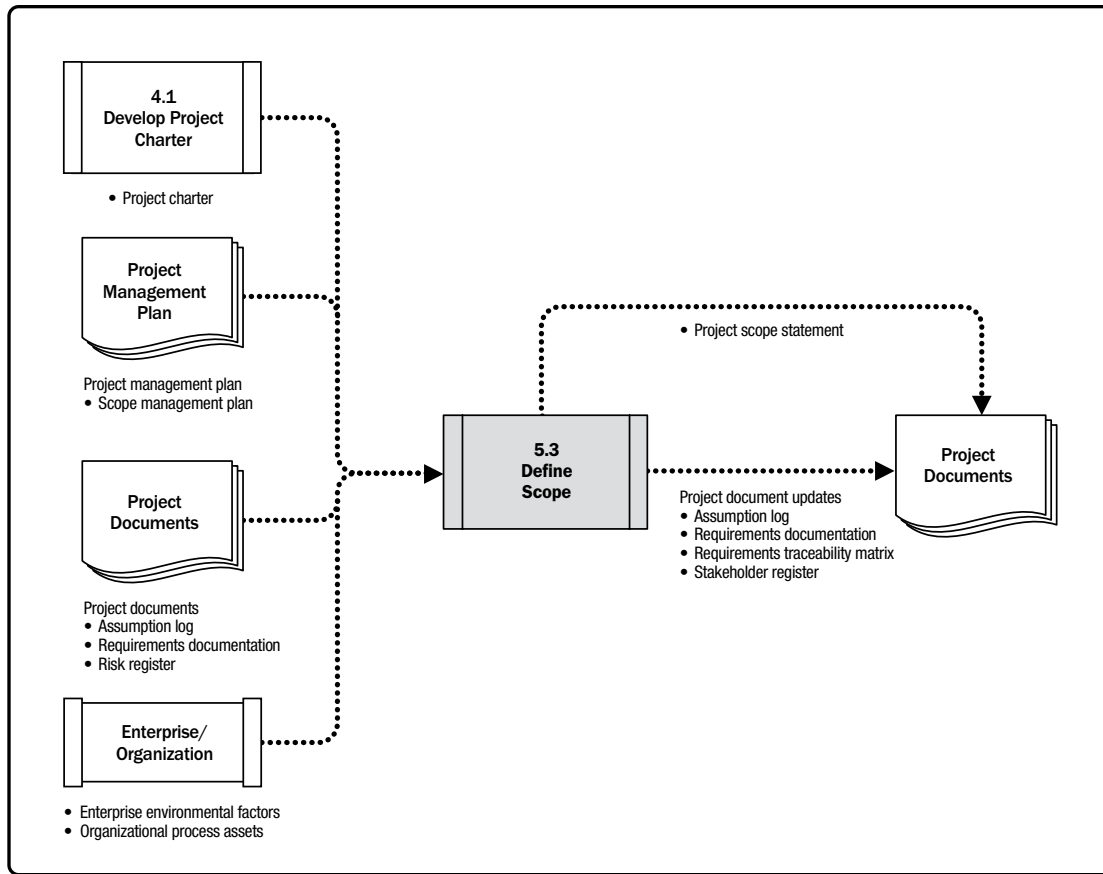 4.1
Develop Project
Charter
• Project charter
Project
Management
Plan
Project management plan
• Scope management plan
Project
Documents
Project documents
• Assumption log
• Requirements documentation
• Risk register
Enterprise/
Organization
• Enterprise environmental factors
• Organizational process assets
5.3
Define
Scope
• Project scope statement
Project document updates
• Assumption log
• Requirements documentation
• Requirements traceability matrix
• Stakeholder register
Project
Documents